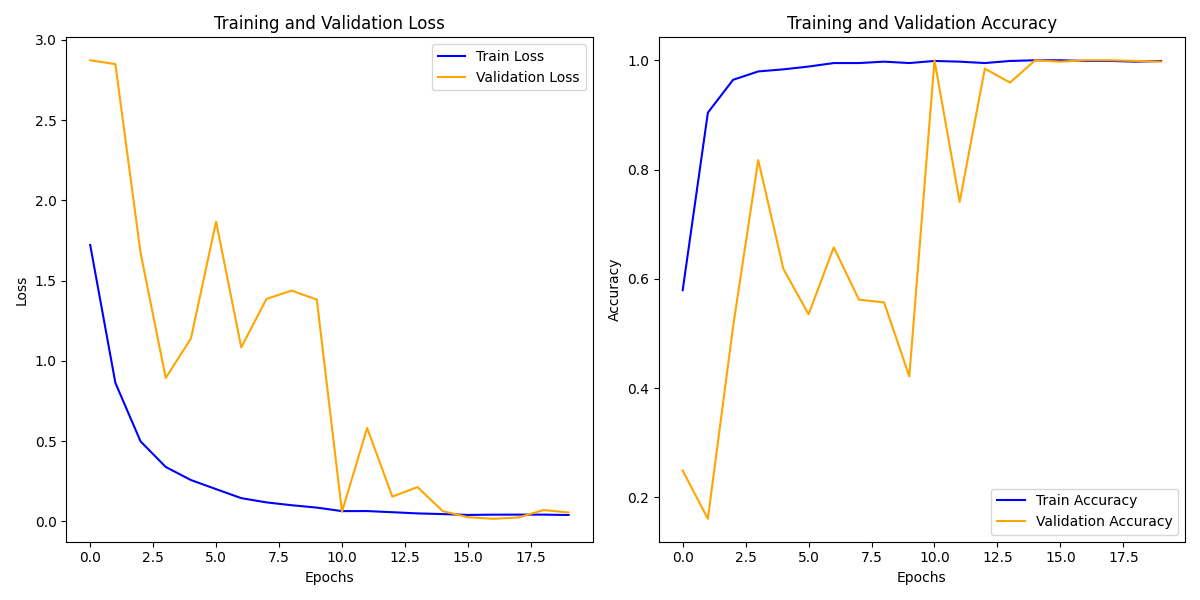 Training and Validation Loss
3.0
2.5
2.0
1.5
1.0
0.5
0.0
Loss
Train Loss
Validation Loss
0.0 2.5 5.0 7.5 10.0 12.5 15.0 17.5
Epochs
Training and Validation Accuracy
1.0
0.8
0.6
0.4
0.2
Accuracy
Train Accuracy
Validation Accuracy
0.0 2.5 5.0 7.5 10.0 12.5 15.0 17.5
Epochs